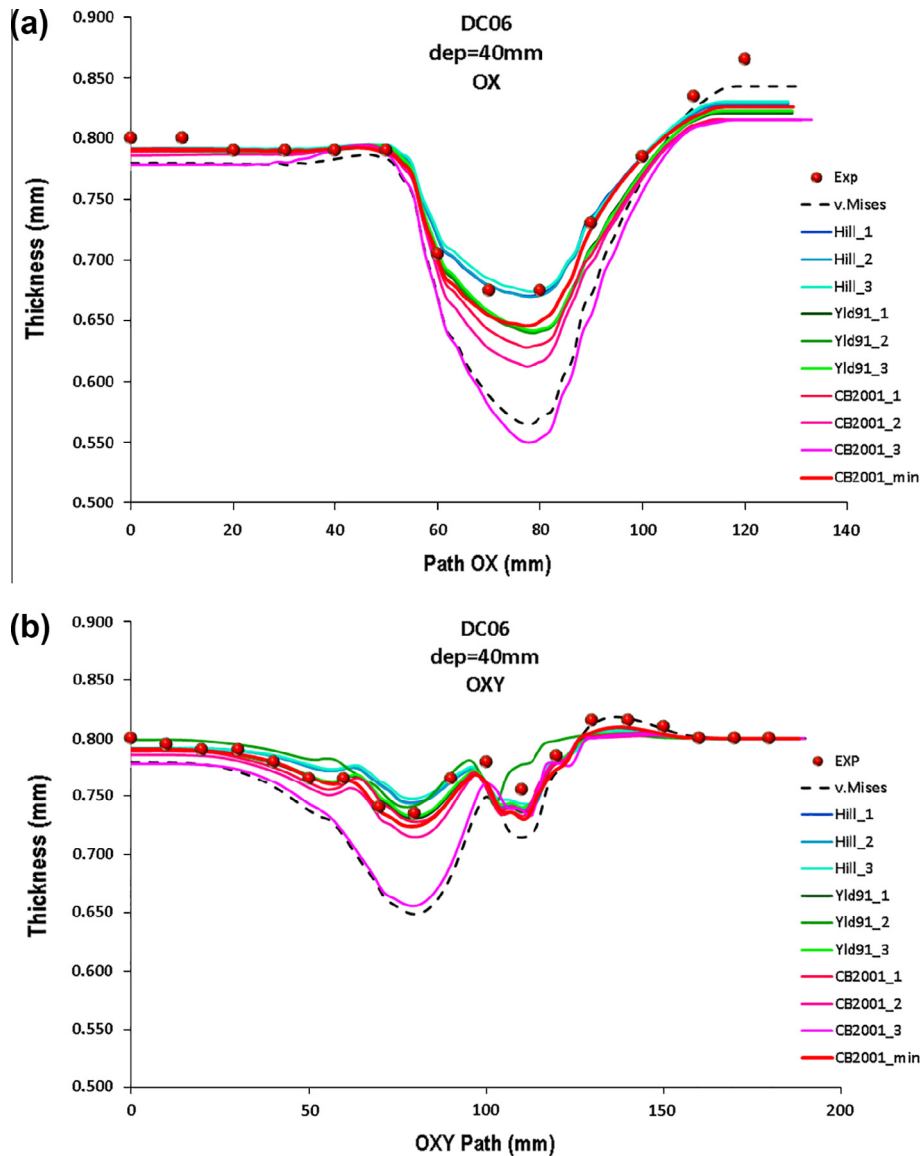 (a)
DC06
dep=40mm
OX
0.900
0.850
0.800
0.750
0.700
0.650
0.600
0.550
0.500
Thickness (mm)
0 20 40 60 80 100 120 140
Path OX (mm)
Exp
v.Mises
Hill_1
Hill_2
Hill_3
Yld91_1
Yld91_2
Yld91_3
CB2001_1
CB2001_2
CB2001_3
CB2001_min
(b)
DC06
dep=40mm
OXY
0.900
0.850
0.800
0.750
0.700
0.650
0.600
0.550
0.500
Thickness (mm)
0 50 100 150 200
OXY Path (mm)
EXP
v.Mises
Hill_1
Hill_2
Hill_3
Yld91_1
Yld91_2
Yld91_3
CB2001_1
CB2001_2
CB2001_3
CB2001_min